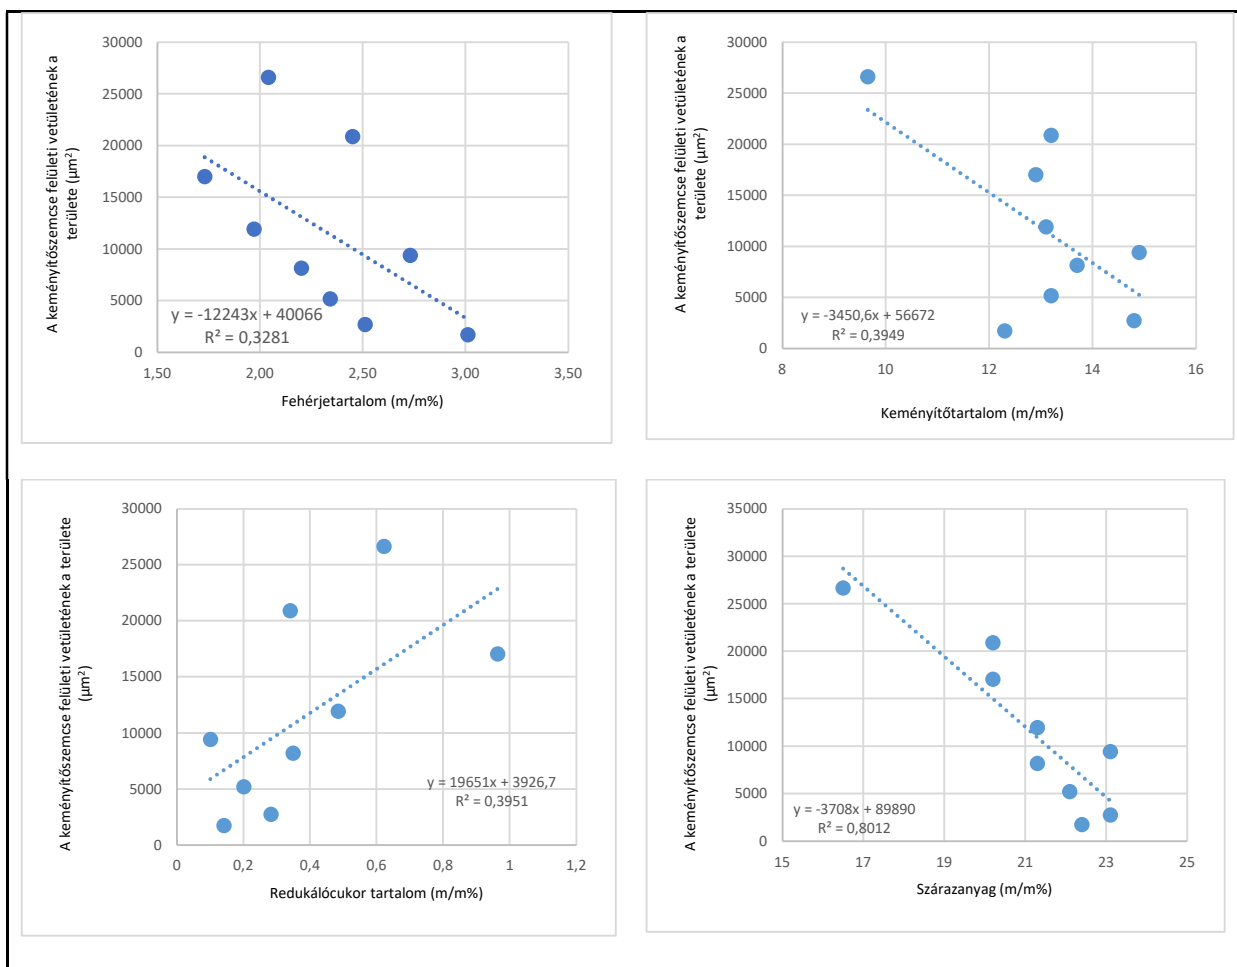 A keményítőszemcse felületi vetületének a
területe (µm²)
30000
25000
20000
15000
10000
5000
0
y = -12243x + 40066
R² = 0,3281
1,50 2,00 2,50 3,00 3,50
Fehérjetartalom (m/m%)
A keményítőszemcse felületi vetületének a
területe (µm²)
30000
25000
20000
15000
10000
5000
0
y = -3450,6x + 56672
R² = 0,3949
8 10 12 14 16
Keményítőtartalom (m/m%)
A keményítőszemcse felületi vetületének a területe
(µm²)
30000
25000
20000
15000
10000
5000
0
y = 19651x + 3926,7
R² = 0,3951
0 0,2 0,4 0,6 0,8 1 1,2
Redukálócukor tartalom (m/m%)
A keményítőszemcse felületi vetületének a területe
(µm²)
35000
30000
25000
20000
15000
10000
5000
0
y = -3708x + 89890
R² = 0,8012
15 17 19 21 23 25
Szárazanyag (m/m%)